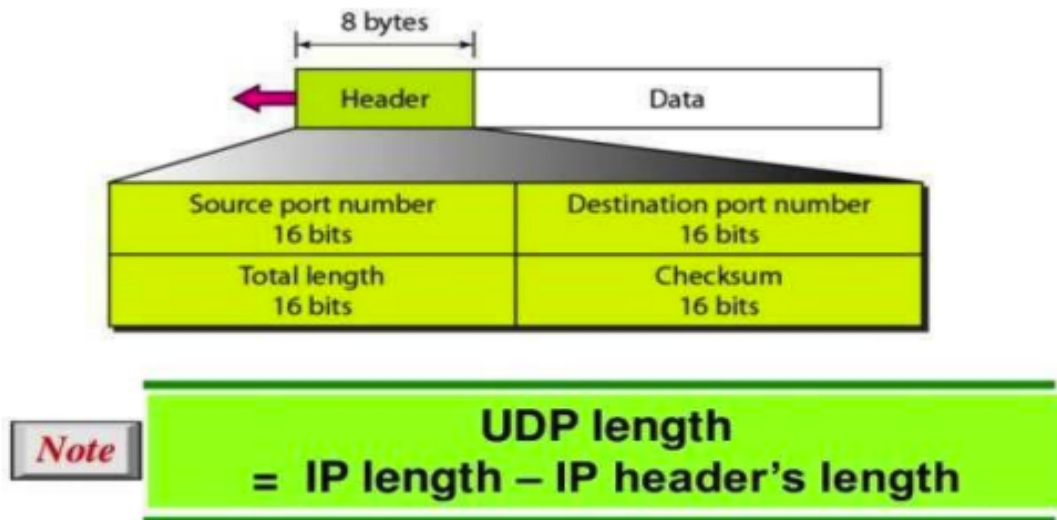 8 bytes
Header
Data
Source port number
16 bits
Destination port number
16 bits
Total length
16 bits
Checksum
16 bits
Note
UDP length
= IP length – IP header's length